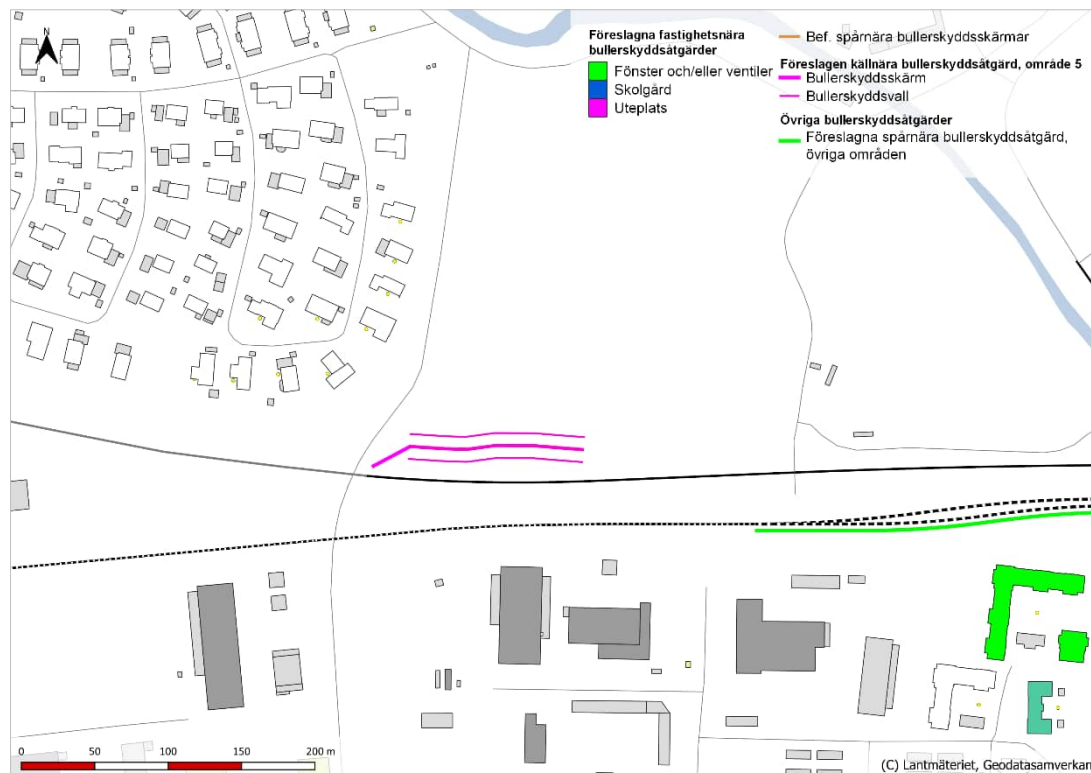 N
Föreslagna fastighetsnära
bullerskyddsåtgärder
Fönster och/eller ventiler
Skolgård
Uteplats
Bef. spårnära bullerskyddsskärmar
Föreslagen källnära bullerskyddsåtgärd, område 5
Bullerskyddsskärm
Bullerskyddsvall
Övriga bullerskyddsåtgärder
Föreslagna spårnära bullerskyddsåtgärd,
övriga områden
0 50 100 150 200 m
(C) Lantmäteriet, Geodatasamverkan